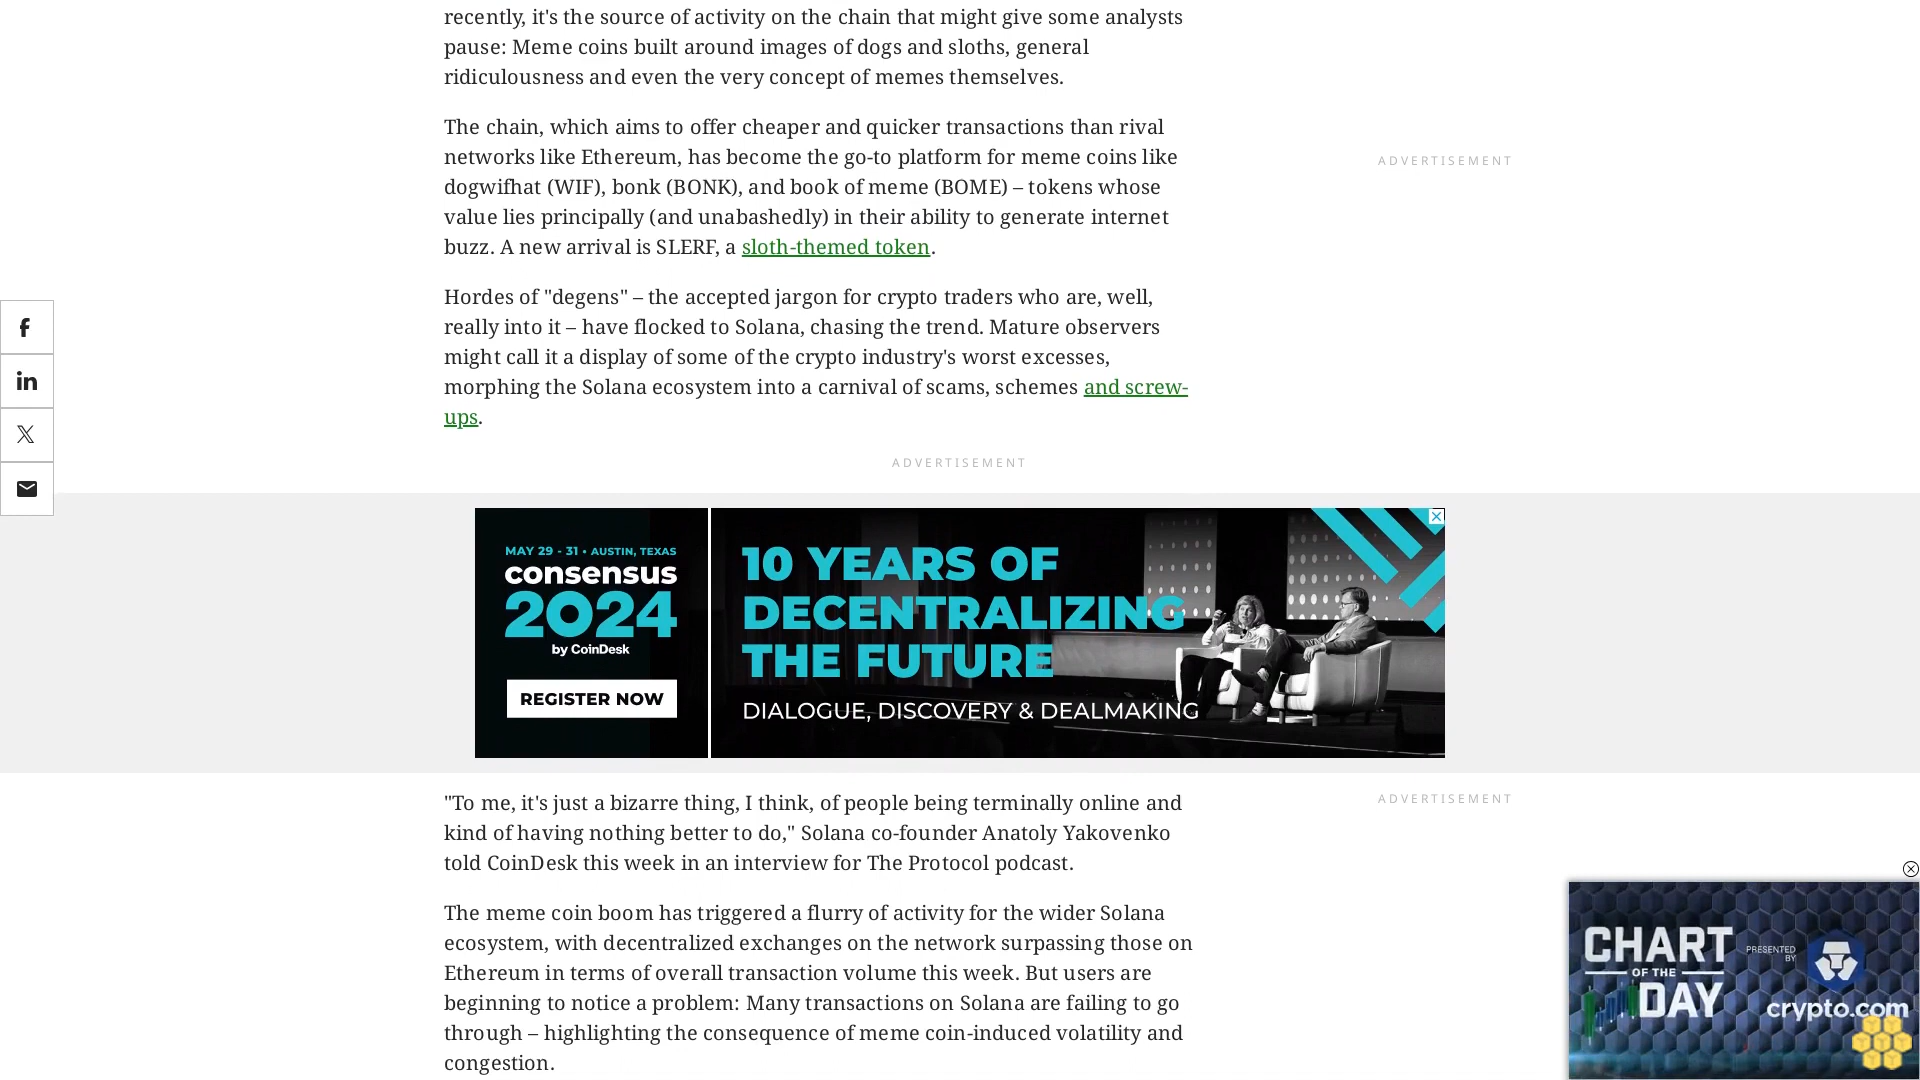 recently, it's the source of activity on the chain that might give some analysts
pause: Meme coins built around images of dogs and sloths, general
ridiculousness and even the very concept of memes themselves.
The chain, which aims to offer cheaper and quicker transactions than rival
networks like Ethereum, has become the go-to platform for meme coins like
dogwifhat (WIF), bonk (BONK), and book of meme (BOME) – tokens whose
value lies principally (and unabashedly) in their ability to generate internet
buzz. A new arrival is SLERF, a sloth-themed token.
ADVERTISEMENT
Hordes of "degens" – the accepted jargon for crypto traders who are, well,
really into it – have flocked to Solana, chasing the trend. Mature observers
might call it a display of some of the crypto industry's worst excesses,
morphing the Solana ecosystem into a carnival of scams, schemes and screw-
ups.
ADVERTISEMENT
MAY 29 - 31 • AUSTIN, TEXAS
consensus
2024
by CoinDesk
REGISTER NOW
10 YEARS OF
DECENTRALIZING
THE FUTURE
DIALOGUE, DISCOVERY & DEALMAKING
"To me, it's just a bizarre thing, I think, of people being terminally online and
kind of having nothing better to do," Solana co-founder Anatoly Yakovenko
told CoinDesk this week in an interview for The Protocol podcast.
ADVERTISEMENT
The meme coin boom has triggered a flurry of activity for the wider Solana
ecosystem, with decentralized exchanges on the network surpassing those on
Ethereum in terms of overall transaction volume this week. But users are
beginning to notice a problem: Many transactions on Solana are failing to go
through – highlighting the consequence of meme coin-induced volatility and
congestion.
CHART
OF THE
DAY
PRESENTED
BY
crypto.com